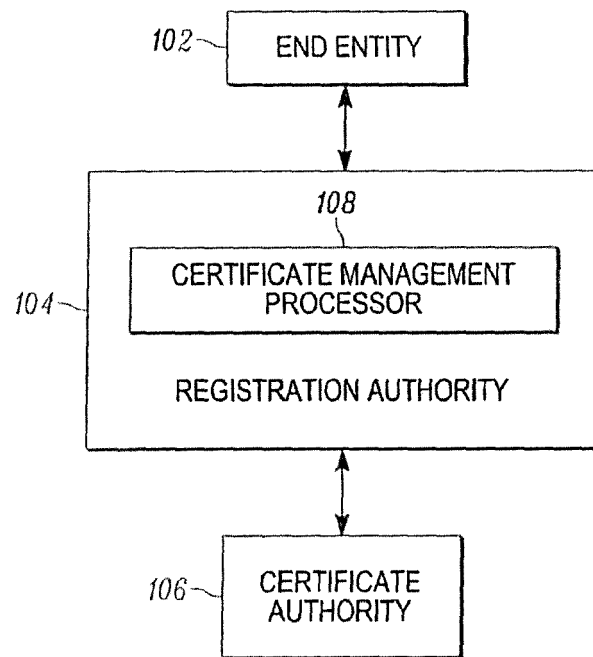 102
END ENTITY
108
CERTIFICATE MANAGEMENT
PROCESSOR
104
REGISTRATION AUTHORITY
106
CERTIFICATE
AUTHORITY